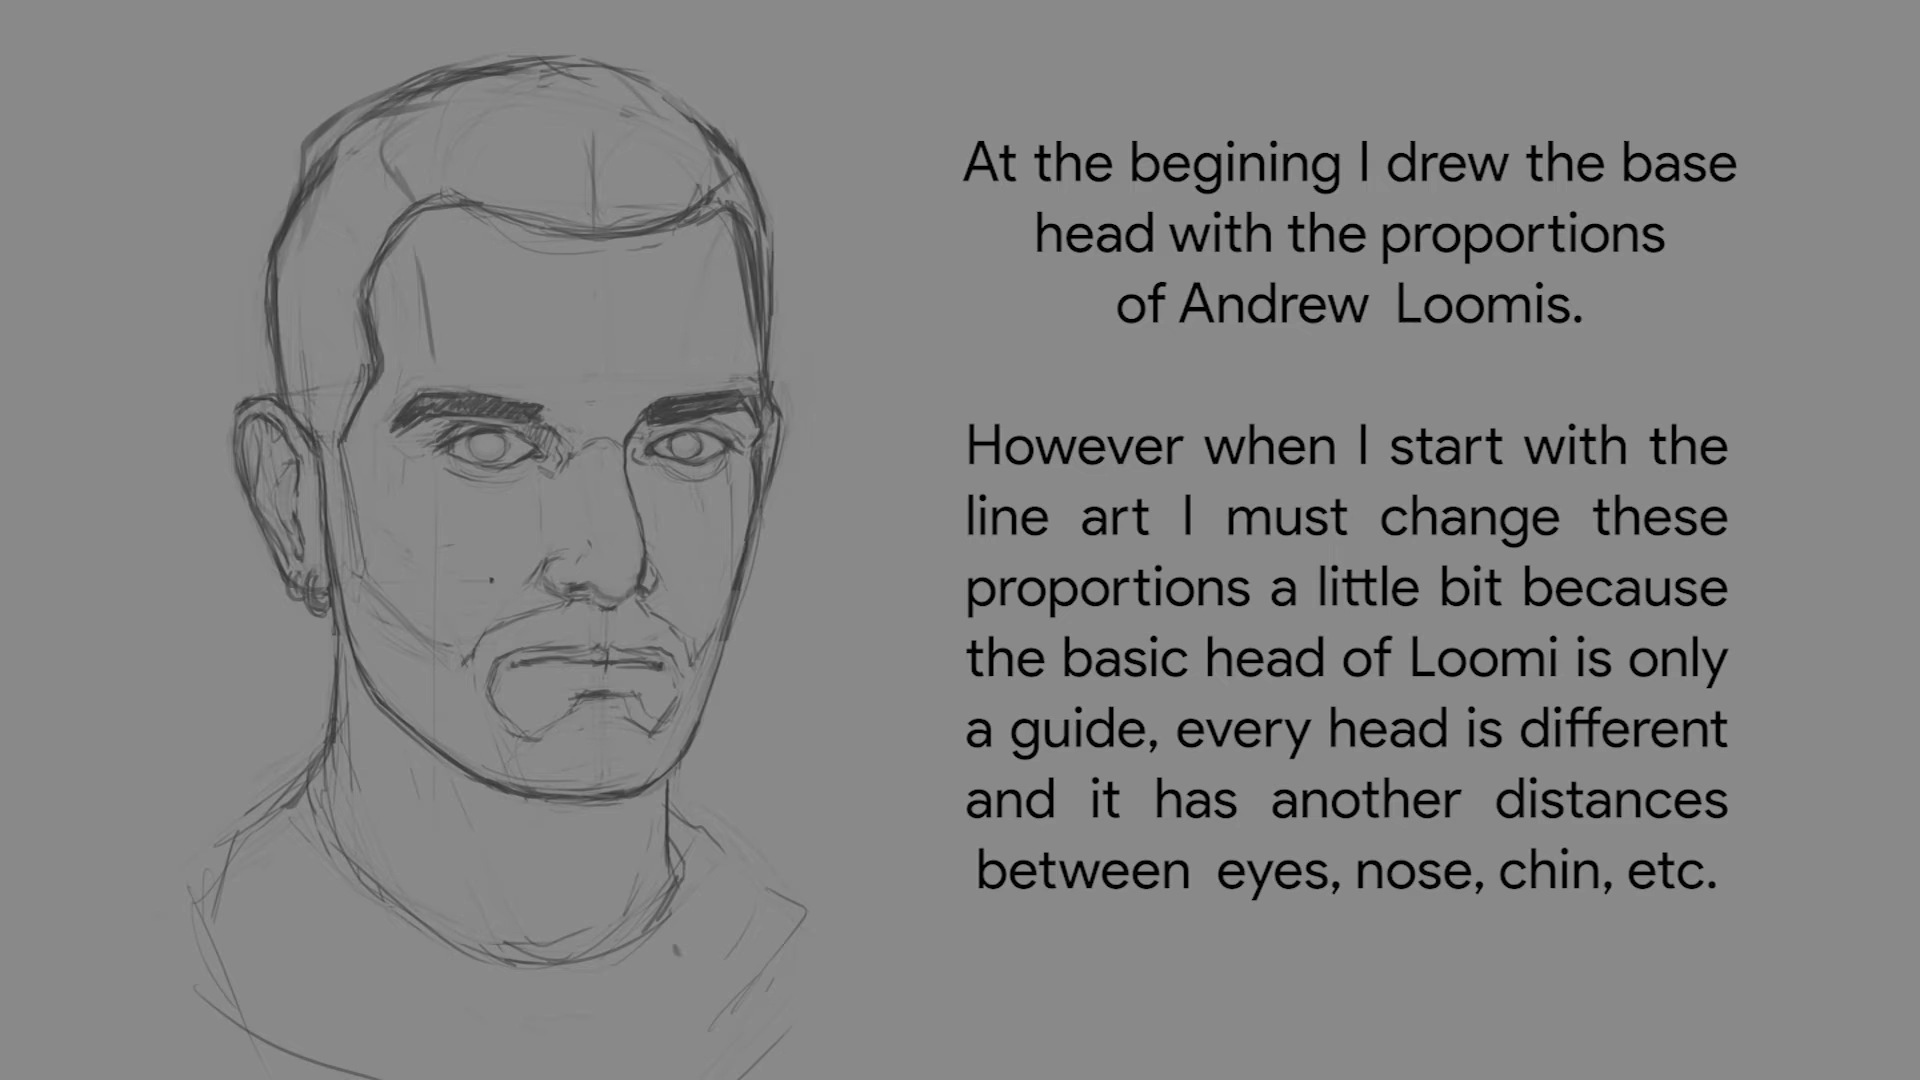 At the begining I drew the base
head with the proportions
of Andrew Loomis.
However when I start with the
line art I must change these
proportions a little bit because
the basic head of Loomi is only
a guide, every head is different
and it has another distances
between eyes, nose, chin, etc.